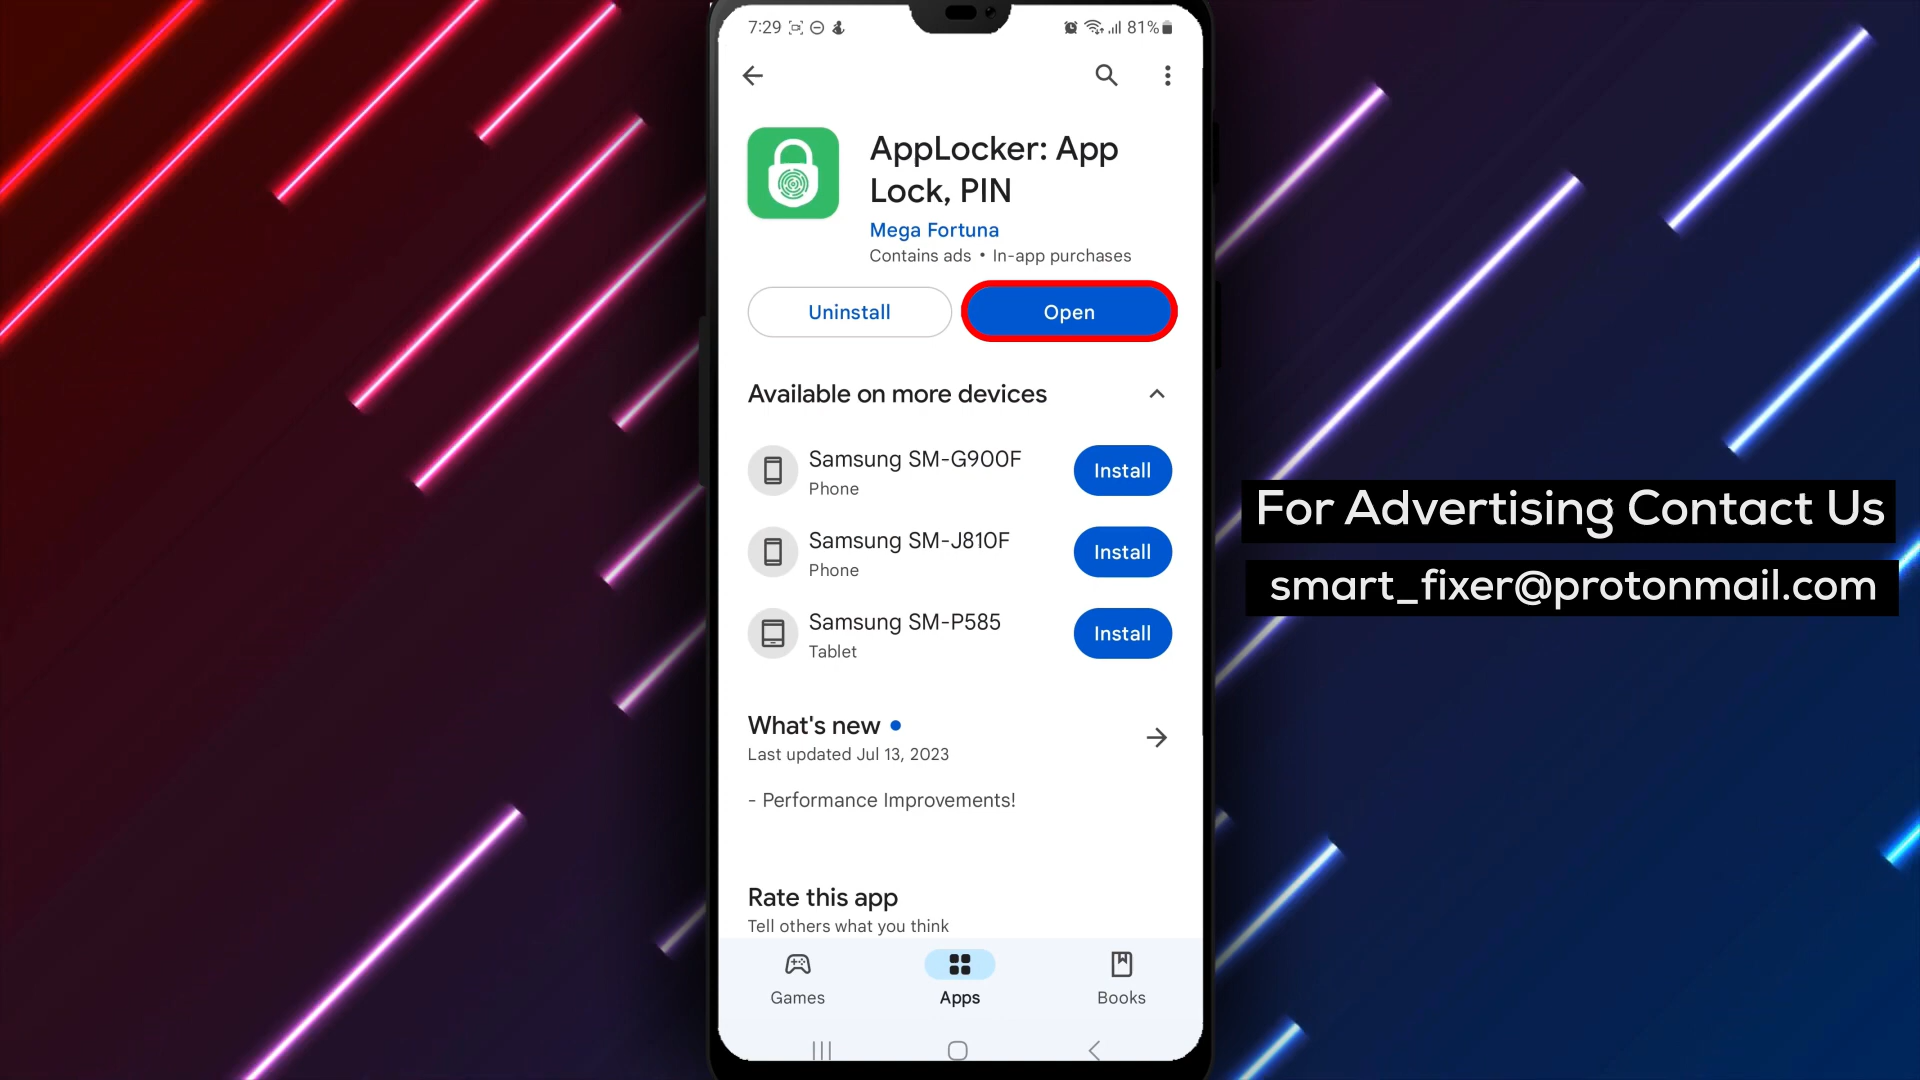 7:29
81%
AppLocker: App
Lock, PIN
Mega Fortuna
Contains ads • In-app purchases
Uninstall
Open
Available on more devices
Samsung SM-G900F
Phone
Install
Samsung SM-J810F
Phone
Install
Samsung SM-P585
Tablet
Install
What's new
Last updated Jul 13, 2023
- Performance Improvements!
Rate this app
Tell others what you think
Games
Apps
Books
For Advertising Contact Us
smart_fixer@protonmail.com